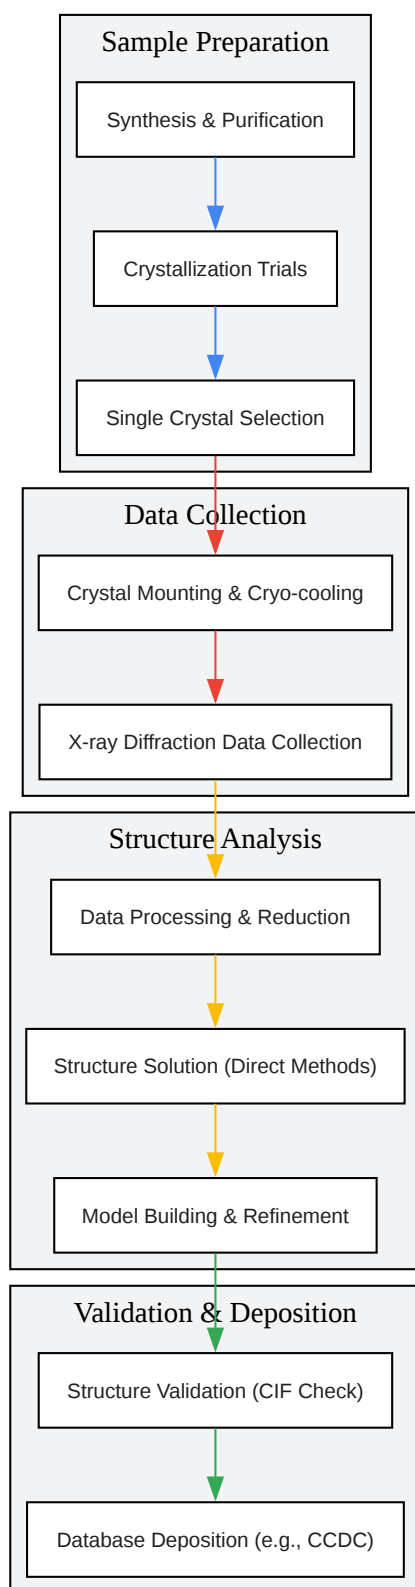 Sample Preparation
Synthesis & Purification
Crystallization Trials
Single Crystal Selection
Data Collection
Crystal Mounting & Cryo-cooling
X-ray Diffraction Data Collection
Structure Analysis
Data Processing & Reduction
Structure Solution (Direct Methods)
Model Building & Refinement
Validation & Deposition
Structure Validation (CIF Check)
Database Deposition (e.g., CCDC)